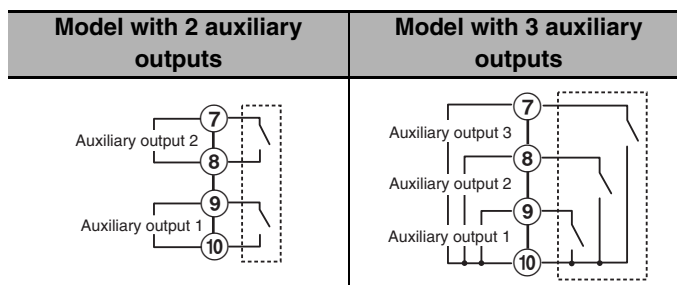 Model with 2 auxiliary
outputs
Model with 3 auxiliary
outputs
7
Auxiliary output 2
8
9
Auxiliary output 1
10
7
Auxiliary output 3
8
Auxiliary output 2
9
Auxiliary output 1
10